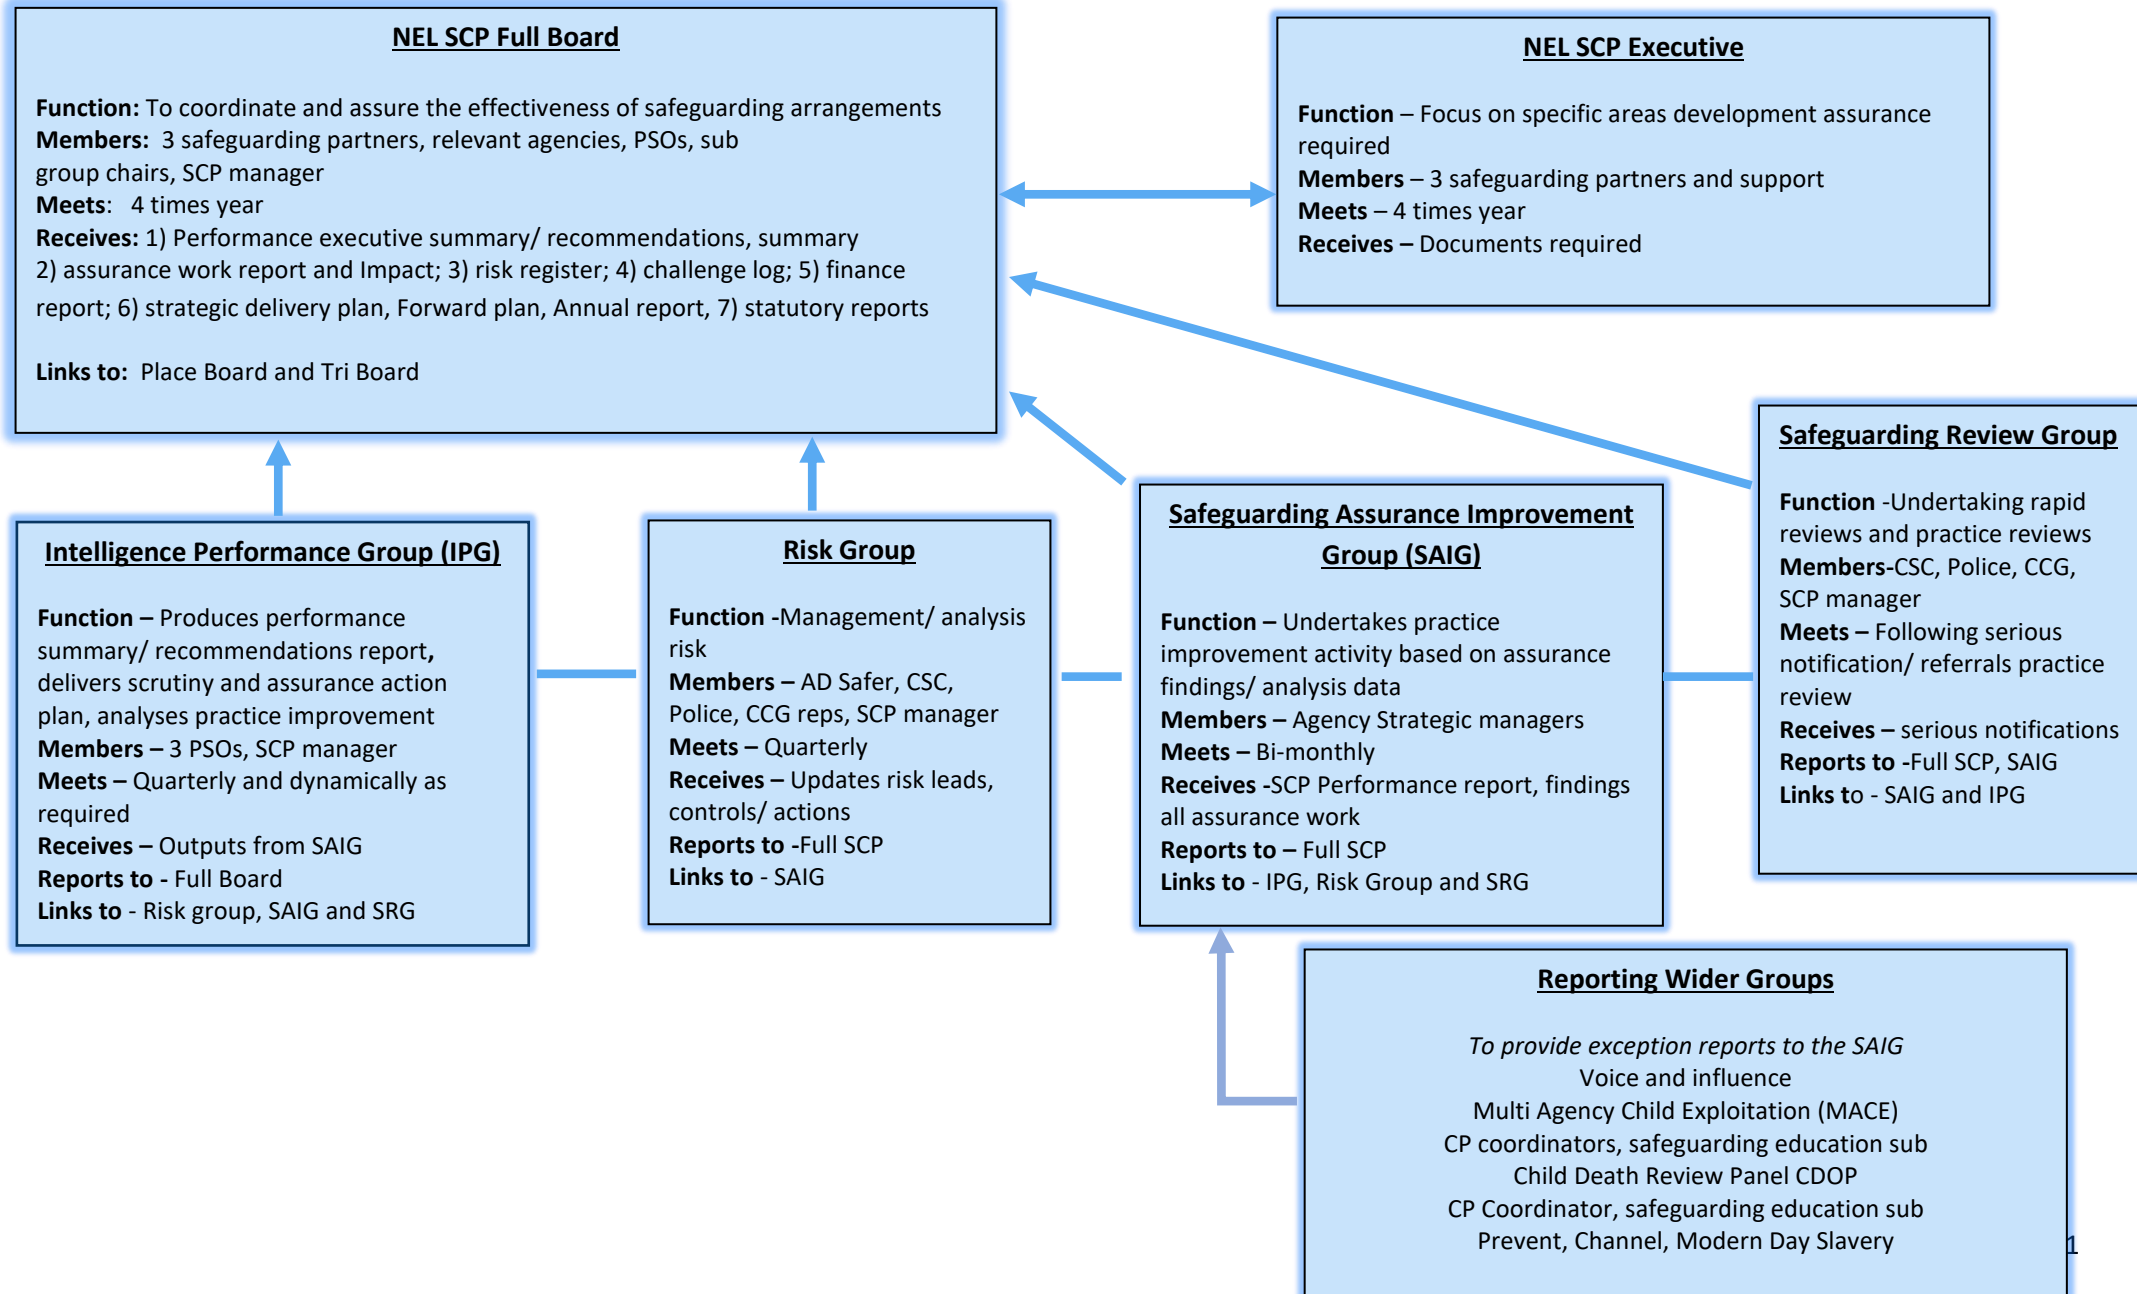 NEL SCP Full Board
Function: To coordinate and assure the effectiveness of safeguarding arrangements
Members:  3 safeguarding partners, relevant agencies, PSOs, sub
group chairs, SCP manager
Meets:   4 times year
Receives: 1) Performance executive summary/ recommendations, summary
2) assurance work report and Impact; 3) risk register; 4) challenge log; 5) finance
report; 6) strategic delivery plan, Forward plan, Annual report, 7) statutory reports
Links to:  Place Board and Tri Board
NEL SCP Executive
Function – Focus on specific areas development assurance
required
Members – 3 safeguarding partners and support
Meets – 4 times year
Receives – Documents required
Intelligence Performance Group (IPG)
Function – Produces performance
summary/ recommendations report,
delivers scrutiny and assurance action
plan, analyses practice improvement
Members – 3 PSOs, SCP manager
Meets – Quarterly and dynamically as
required
Receives – Outputs from SAIG
Reports to - Full Board
Links to - Risk group, SAIG and SRG
Risk Group
Function -Management/ analysis
risk
Members – AD Safer, CSC,
Police, CCG reps, SCP manager
Meets – Quarterly
Receives – Updates risk leads,
controls/ actions
Reports to -Full SCP
Links to - SAIG
Safeguarding Assurance Improvement
Group (SAIG)
Function – Undertakes practice
improvement activity based on assurance
findings/ analysis data
Members – Agency Strategic managers
Meets – Bi-monthly
Receives -SCP Performance report, findings
all assurance work
Reports to – Full SCP
Links to - IPG, Risk Group and SRG
Safeguarding Review Group
Function -Undertaking rapid
reviews and practice reviews
Members-CSC, Police, CCG,
SCP manager
Meets – Following serious
notification/ referrals practice
review
Receives – serious notifications
Reports to -Full SCP, SAIG
Links to - SAIG and IPG
Reporting Wider Groups
To provide exception reports to the SAIG
Voice and influence
Multi Agency Child Exploitation (MACE)
CP coordinators, safeguarding education sub
Child Death Review Panel CDOP
CP Coordinator, safeguarding education sub
Prevent, Channel, Modern Day Slavery
1